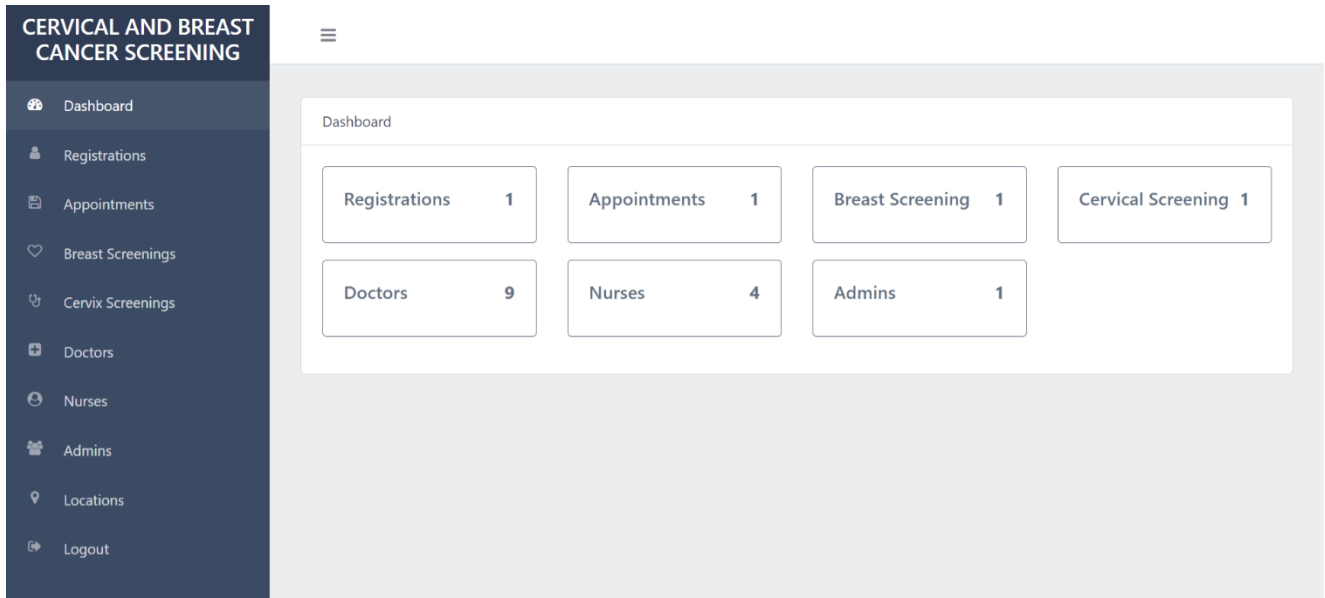 CERVICAL AND BREAST
CANCER SCREENING
Dashboard
Registrations
Appointments
Breast Screenings
Cervix Screenings
Doctors
Nurses
Admins
Locations
Logout
Dashboard
Registrations 1
Appointments 1
Breast Screening 1
Cervical Screening 1
Doctors 9
Nurses 4
Admins 1